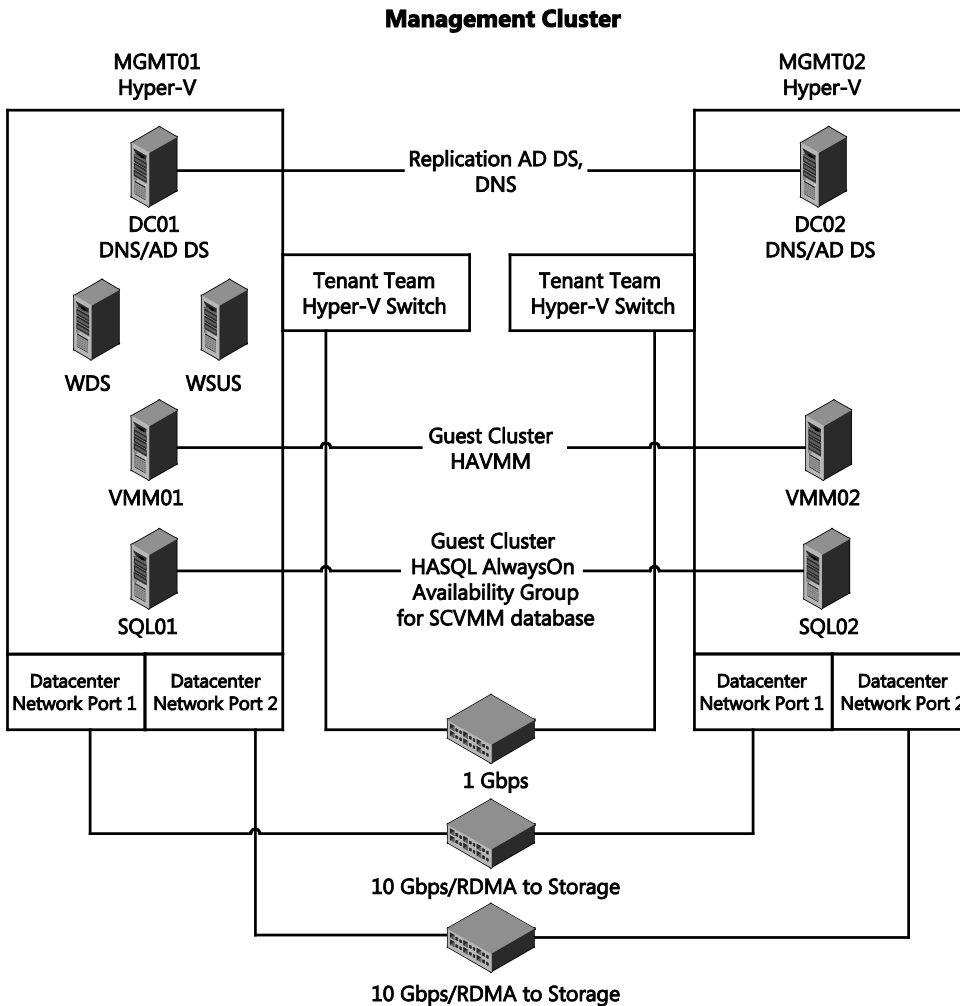 Management Cluster
MGMT01
Hyper-V
MGMT02
Hyper-V
Replication AD DS,
DNS
DC01
DNS/AD DS
DC02
DNS/AD DS
Tenant Team
Hyper-V Switch
Tenant Team
Hyper-V Switch
WDS
WSUS
Guest Cluster
HAVMM
VMM01
VMM02
Guest Cluster
HASQL AlwaysOn
Availability Group
for SCVMM database
SQL01
SQL02
Datacenter
Network Port 1
Datacenter
Network Port 2
Datacenter
Network Port 1
Datacenter
Network Port 2
1 Gbps
10 Gbps/RDMA to Storage
10 Gbps/RDMA to Storage